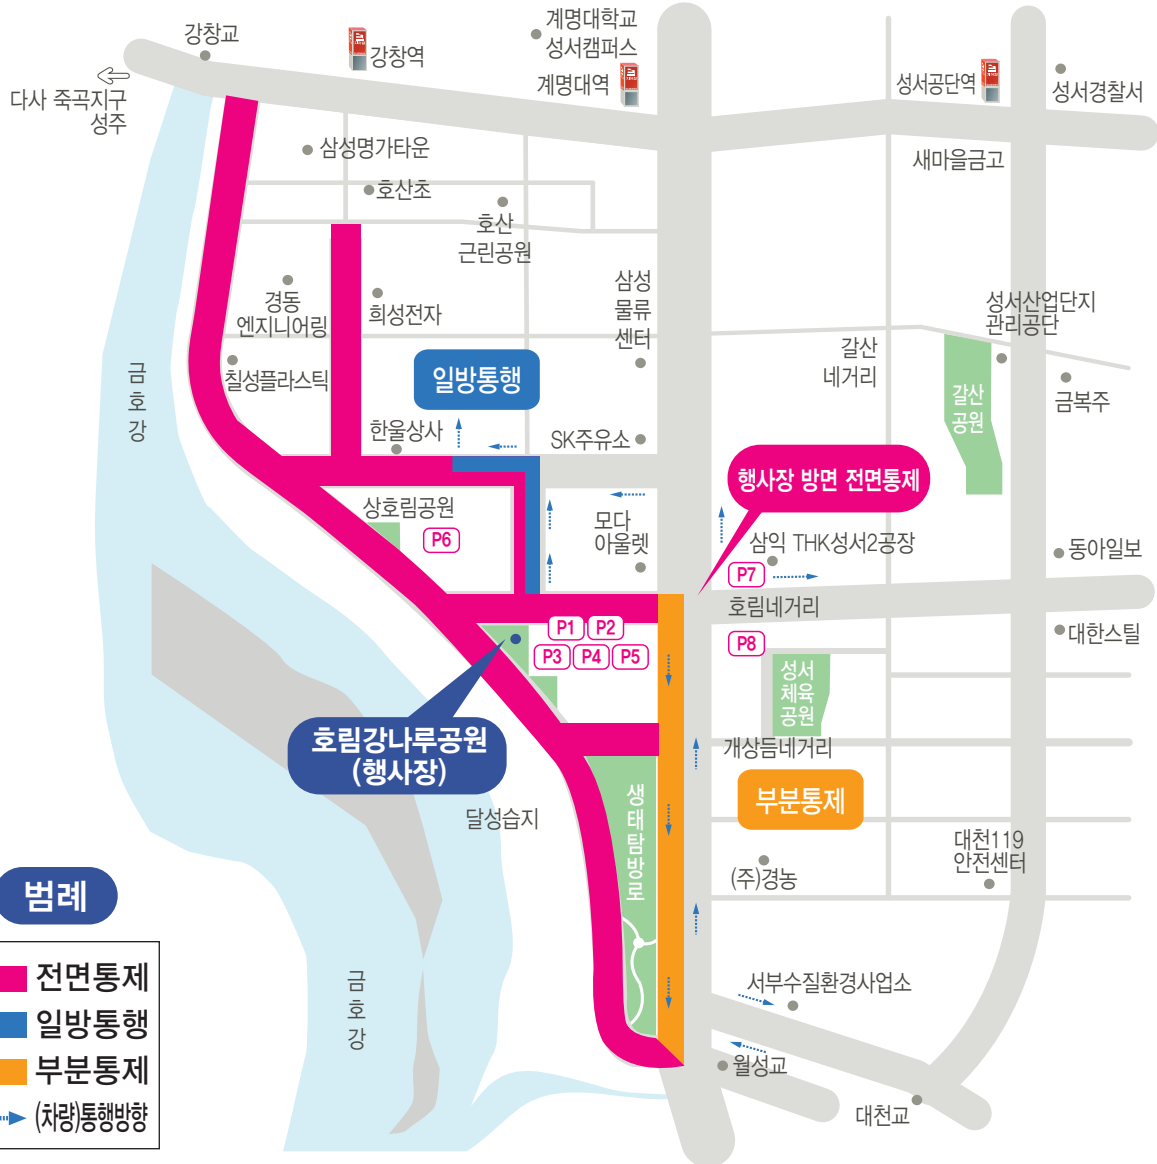 강창교
강창역
계명대학교
성서캠퍼스
계명대역
성서공단역
성서경찰서
다사 죽곡지구
성주
삼성명가타운
새마을금고
호산초
호산
근린공원
경동
엔지니어링
희성전자
삼성
물류
센터
성서산업단지
관리공단
갈산
네거리
갈산
공원
금복주
칠성플라스틱
일방통행
금호강
한울상사
SK주유소
행사장 방면 전면통제
상호림공원
P6
모다
아울렛
삼익 THK성서2공장
동아일보
P7
호림네거리
P1
P2
P3
P4
P5
P8
대한스틸
성서
체육
공원
호림강나루공원
(행사장)
개상듬네거리
부분통제
생태탐방로
달성습지
대천119
안전센터
(주)경농
범례
전면통제
일방통행
부분통제
(차량)통행방향
금호강
서부수질환경사업소
월성교
대천교